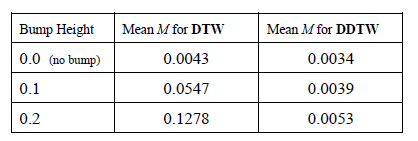 Bump Height Mean M for DTW Mean M for DDTW
0.0 (no bump) 0.0043 0.0034
0.1 0.0547 0.0039
0.2 0.1278 0.0053